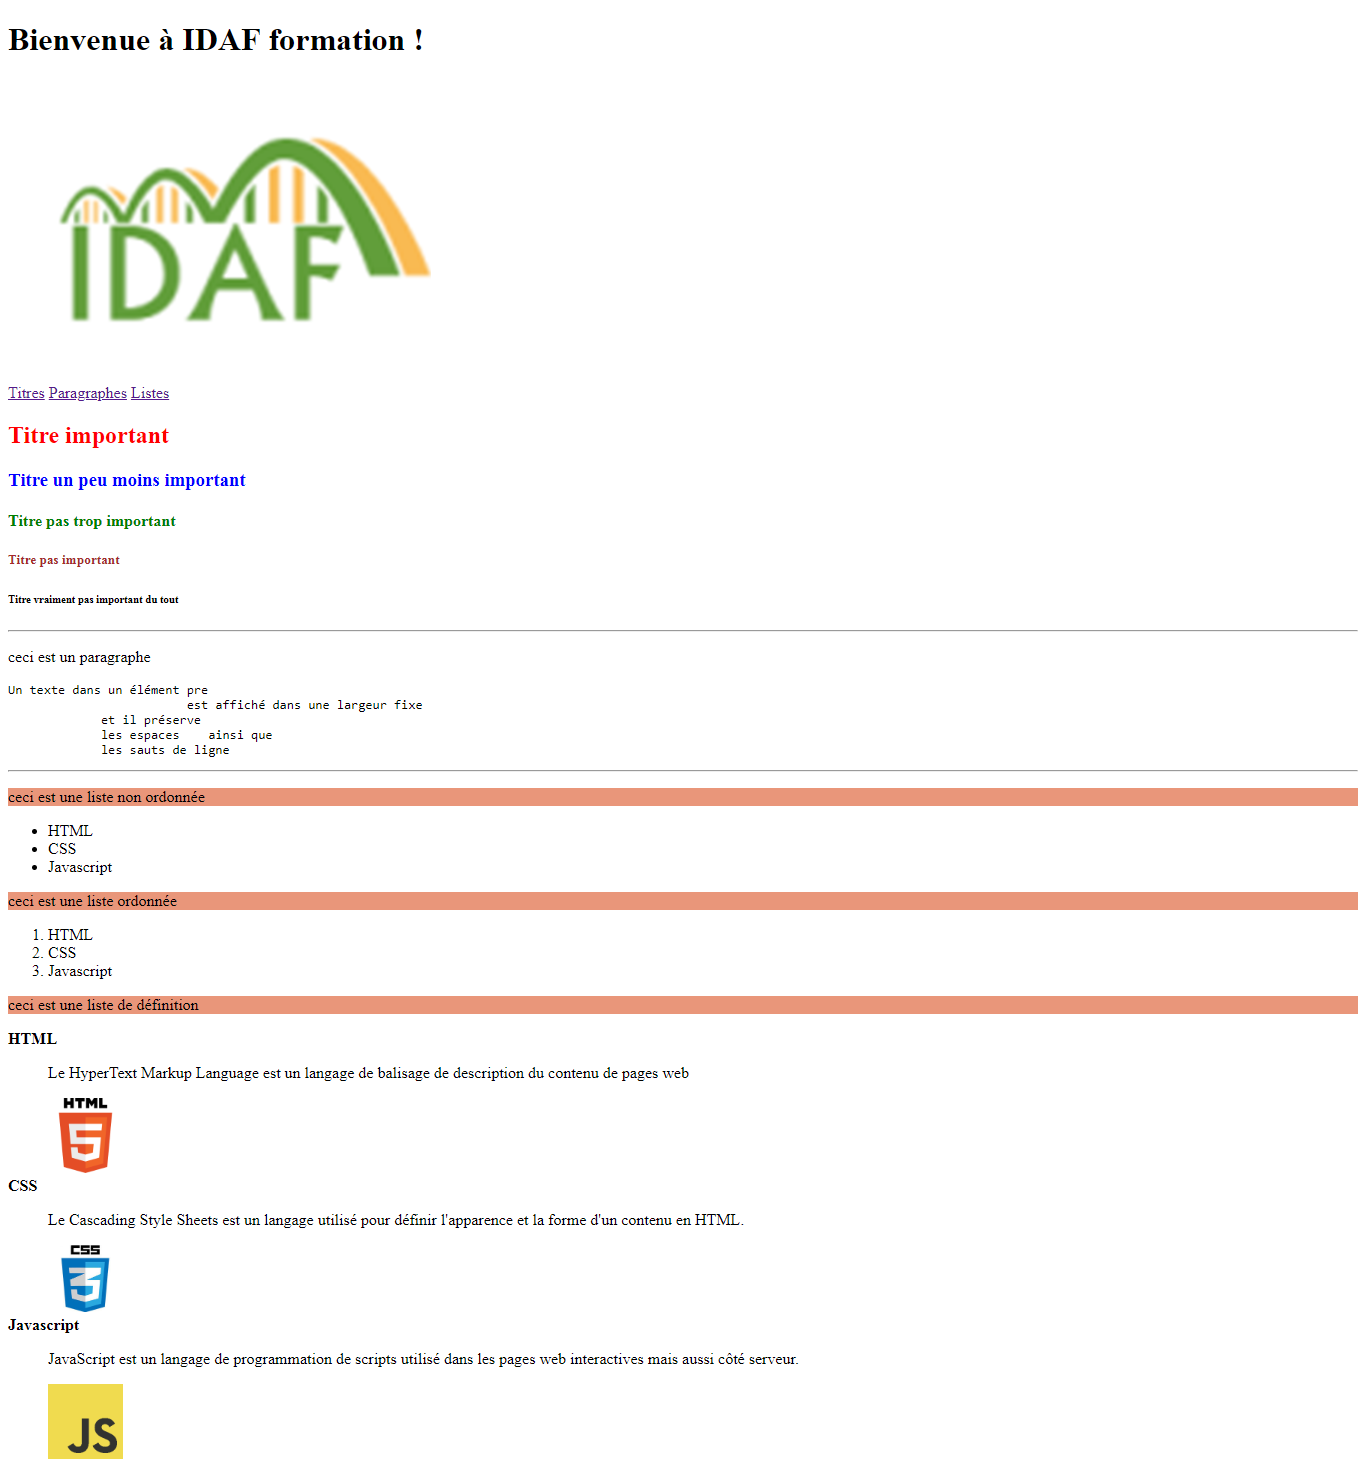 Bienvenue à IDAF formation !
IDAF
Titres Paragraphes Listes
Titre important
Titre un peu moins important
Titre pas trop important
Titre pas important
Titre vraiment pas important du tout
ceci est un paragraphe
Un texte dans un élément pre
est affiché dans une largeur fixe
et il préserve
les espaces    ainsi que
les sauts de ligne
ceci est une liste non ordonnée
• HTML
• CSS
• Javascript
ceci est une liste ordonnée
1. HTML
2. CSS
3. Javascript
ceci est une liste de définition
HTML
Le HyperText Markup Language est un langage de balisage de description du contenu de pages web
HTML
5
CSS
Le Cascading Style Sheets est un langage utilisé pour définir l'apparence et la forme d'un contenu en HTML.
CSS
3
Javascript
JavaScript est un langage de programmation de scripts utilisé dans les pages web interactives mais aussi côté serveur.
JS